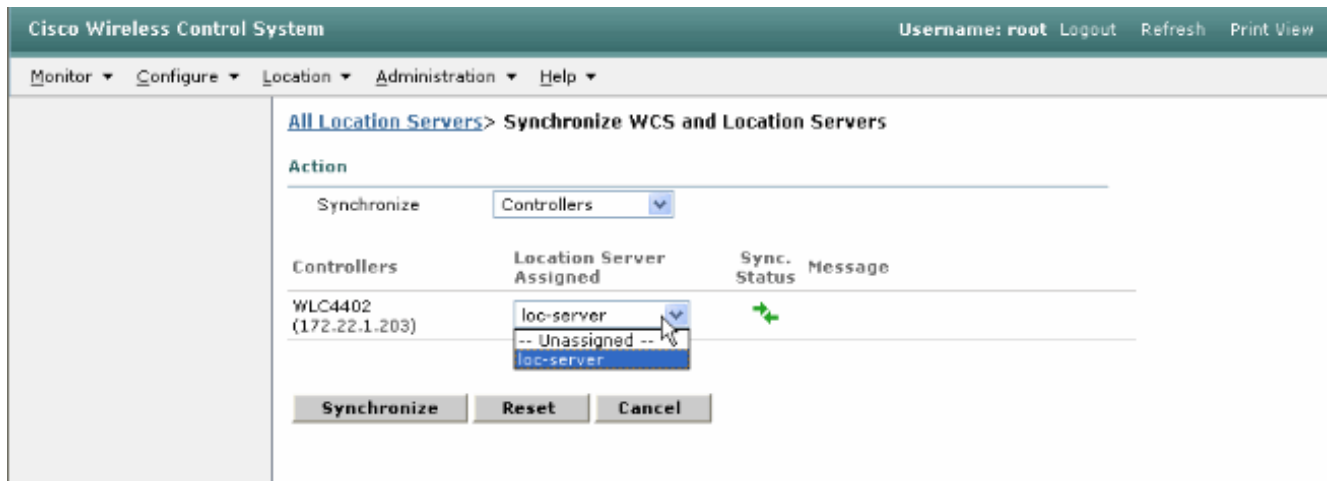 Cisco Wireless Control System Username: root Logout Refresh Print View
Monitor Configure Location Administration Help
All Location Servers> Synchronize WCS and Location Servers
Action
Synchronize Controllers
Controllers Location Server Assigned Sync. Status Message
WLC4402
(172.22.1.203)
loc-server
-- Unassigned --
loc-server
Synchronize Reset Cancel